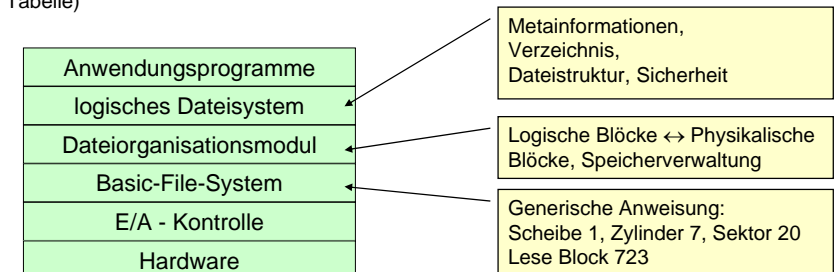 Tabelle)
Anwendungsprogramme
logisches Dateisystem
Dateiorganisationsmodul
Basic-File-System
E/A - Kontrolle
Hardware
Metainformationen,
Verzeichnis,
Dateistruktur, Sicherheit
Logische Blöcke ↔ Physikalische
Blöcke, Speicherverwaltung
Generische Anweisung:
Scheibe 1, Zylinder 7, Sektor 20
Lese Block 723